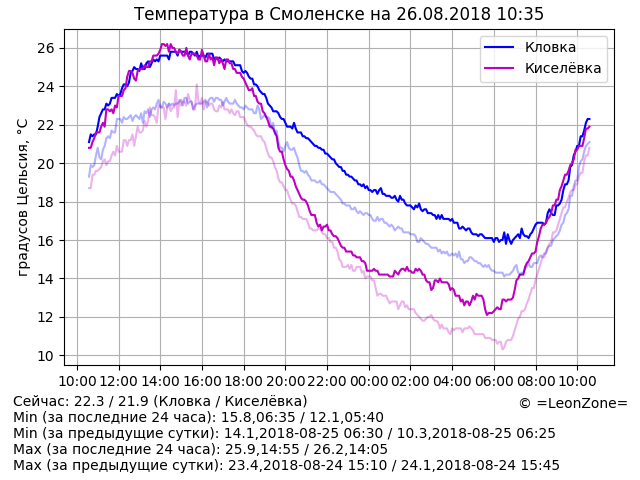 Температура в Смоленске на 26.08.2018 10:35
Кловка
Киселёвка
градусов Цельсия, °C
26
24
22
20
18
16
14
12
10
10:00 12:00 14:00 16:00 18:00 20:00 22:00 00:00 02:00 04:00 06:00 08:00 10:00
Сейчас: 22.3 / 21.9 (Кловка / Киселёвка)
© =LeonZone=
Min (за последние 24 часа): 15.8,06:35 / 12.1,05:40
Min (за предыдущие сутки): 14.1,2018-08-25 06:30 / 10.3,2018-08-25 06:25
Max (за последние 24 часа): 25.9,14:55 / 26.2,14:05
Max (за предыдущие сутки): 23.4,2018-08-24 15:10 / 24.1,2018-08-24 15:45